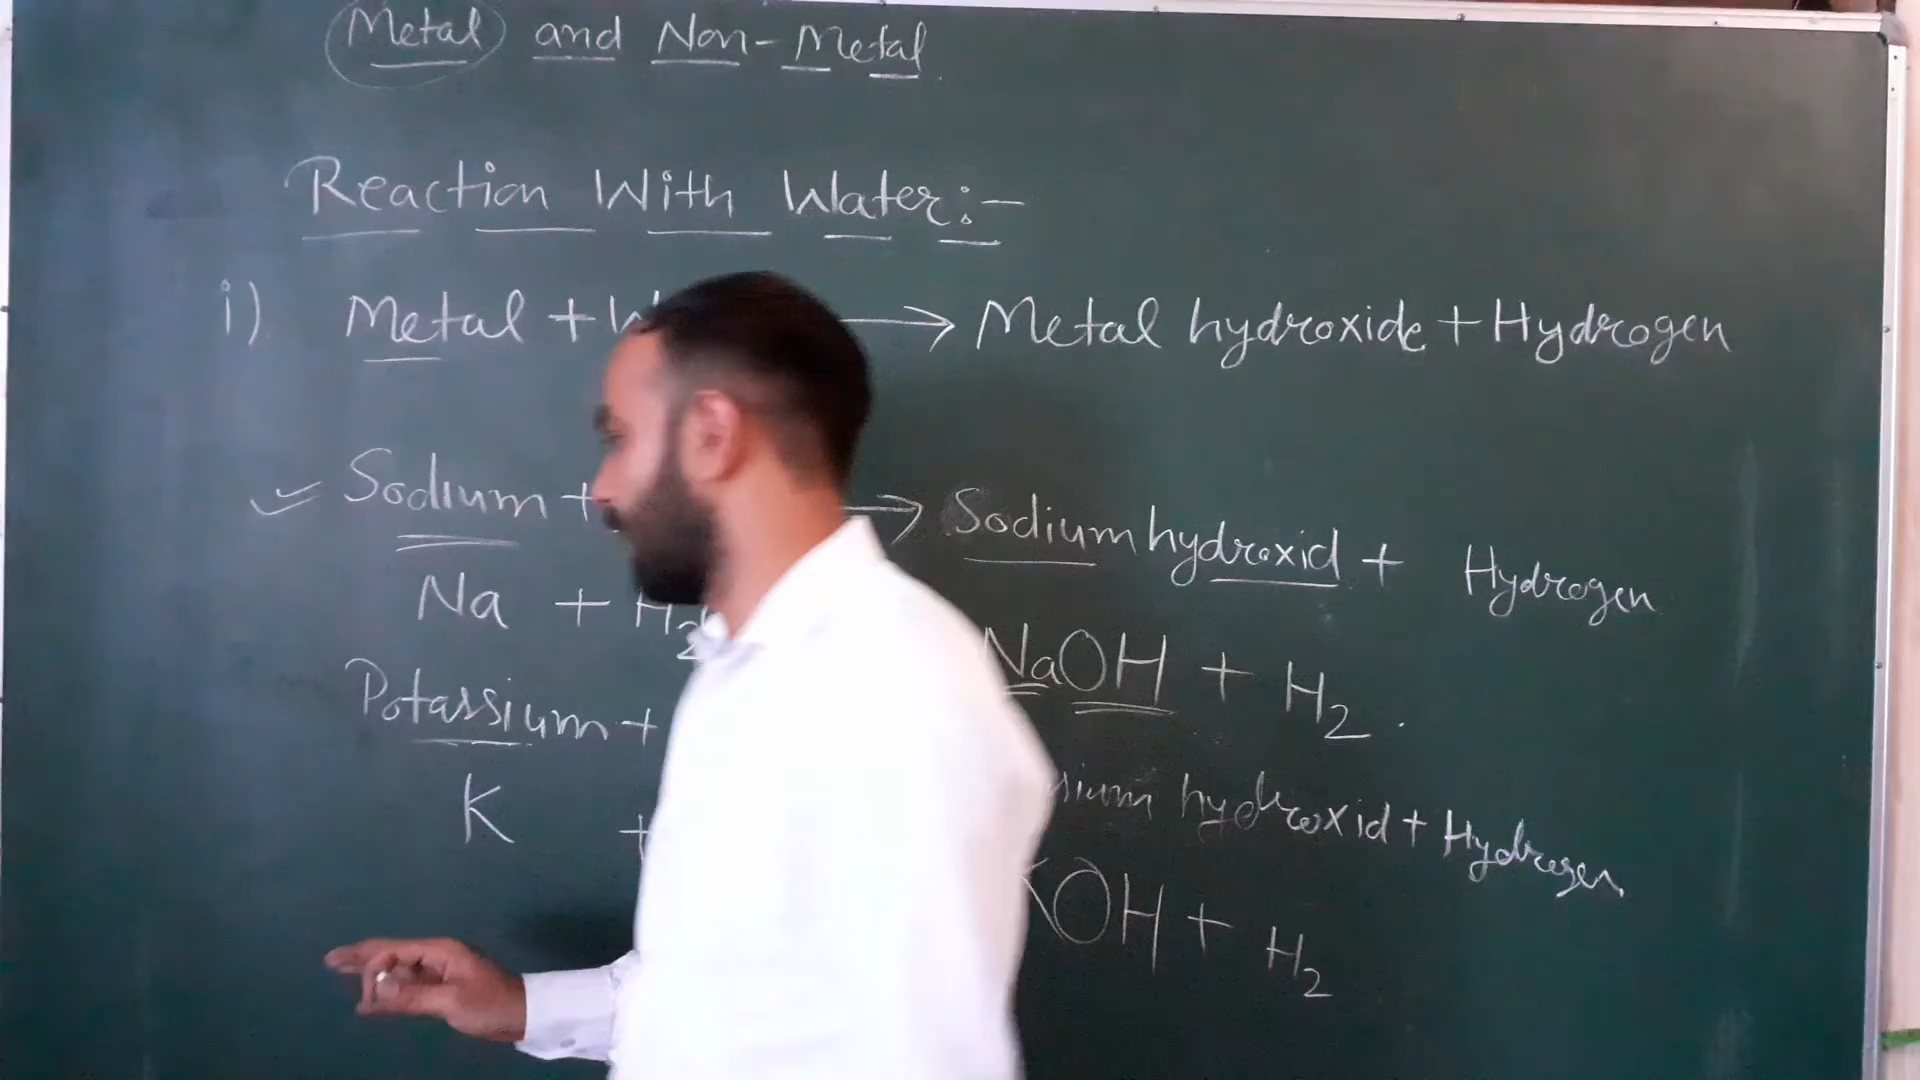 Metal and Non-Metal
Reaction With Water:-
i) Metal + → Metal hydroxide + Hydrogen
Sodium + → Sodium hydroxid + Hydrogen
Na + H2 NaOH + H2
Potassium + hydroxid + Hydrogen
K + KOH + H2